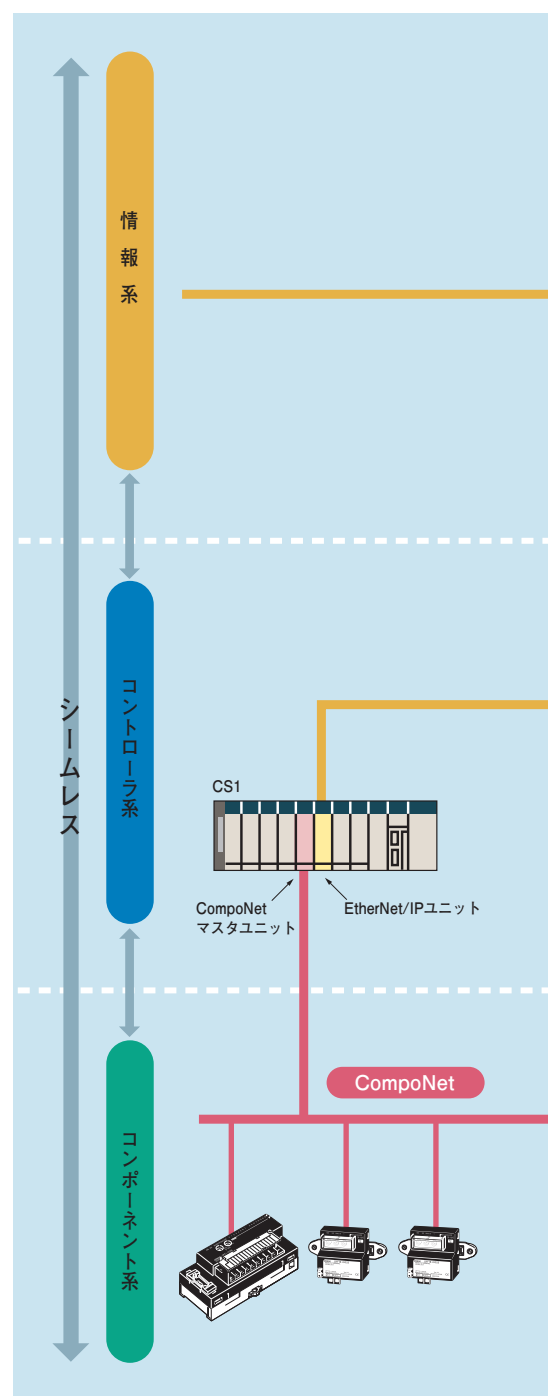 情報系
シームレス
コントローラ系
CS1
CompoNet
マスタユニット
EtherNet/IPユニット
CompoNet
コンポーネント系